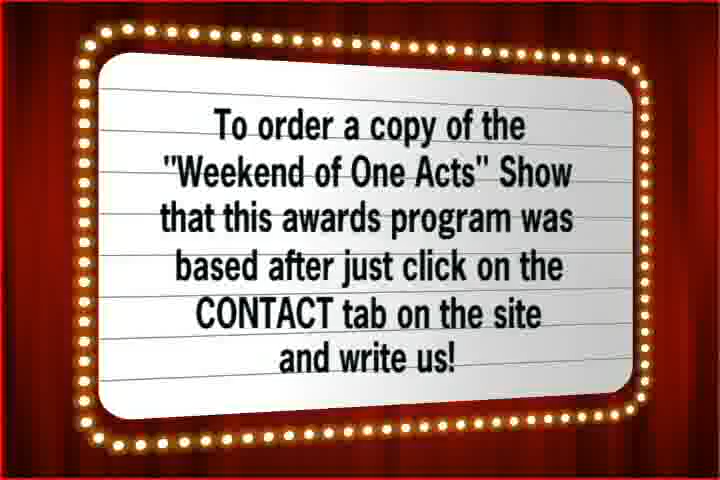 To order a copy of the
"Weekend of One Acts" Show
that this awards program was
based after just click on the
CONTACT tab on the site
and write us!